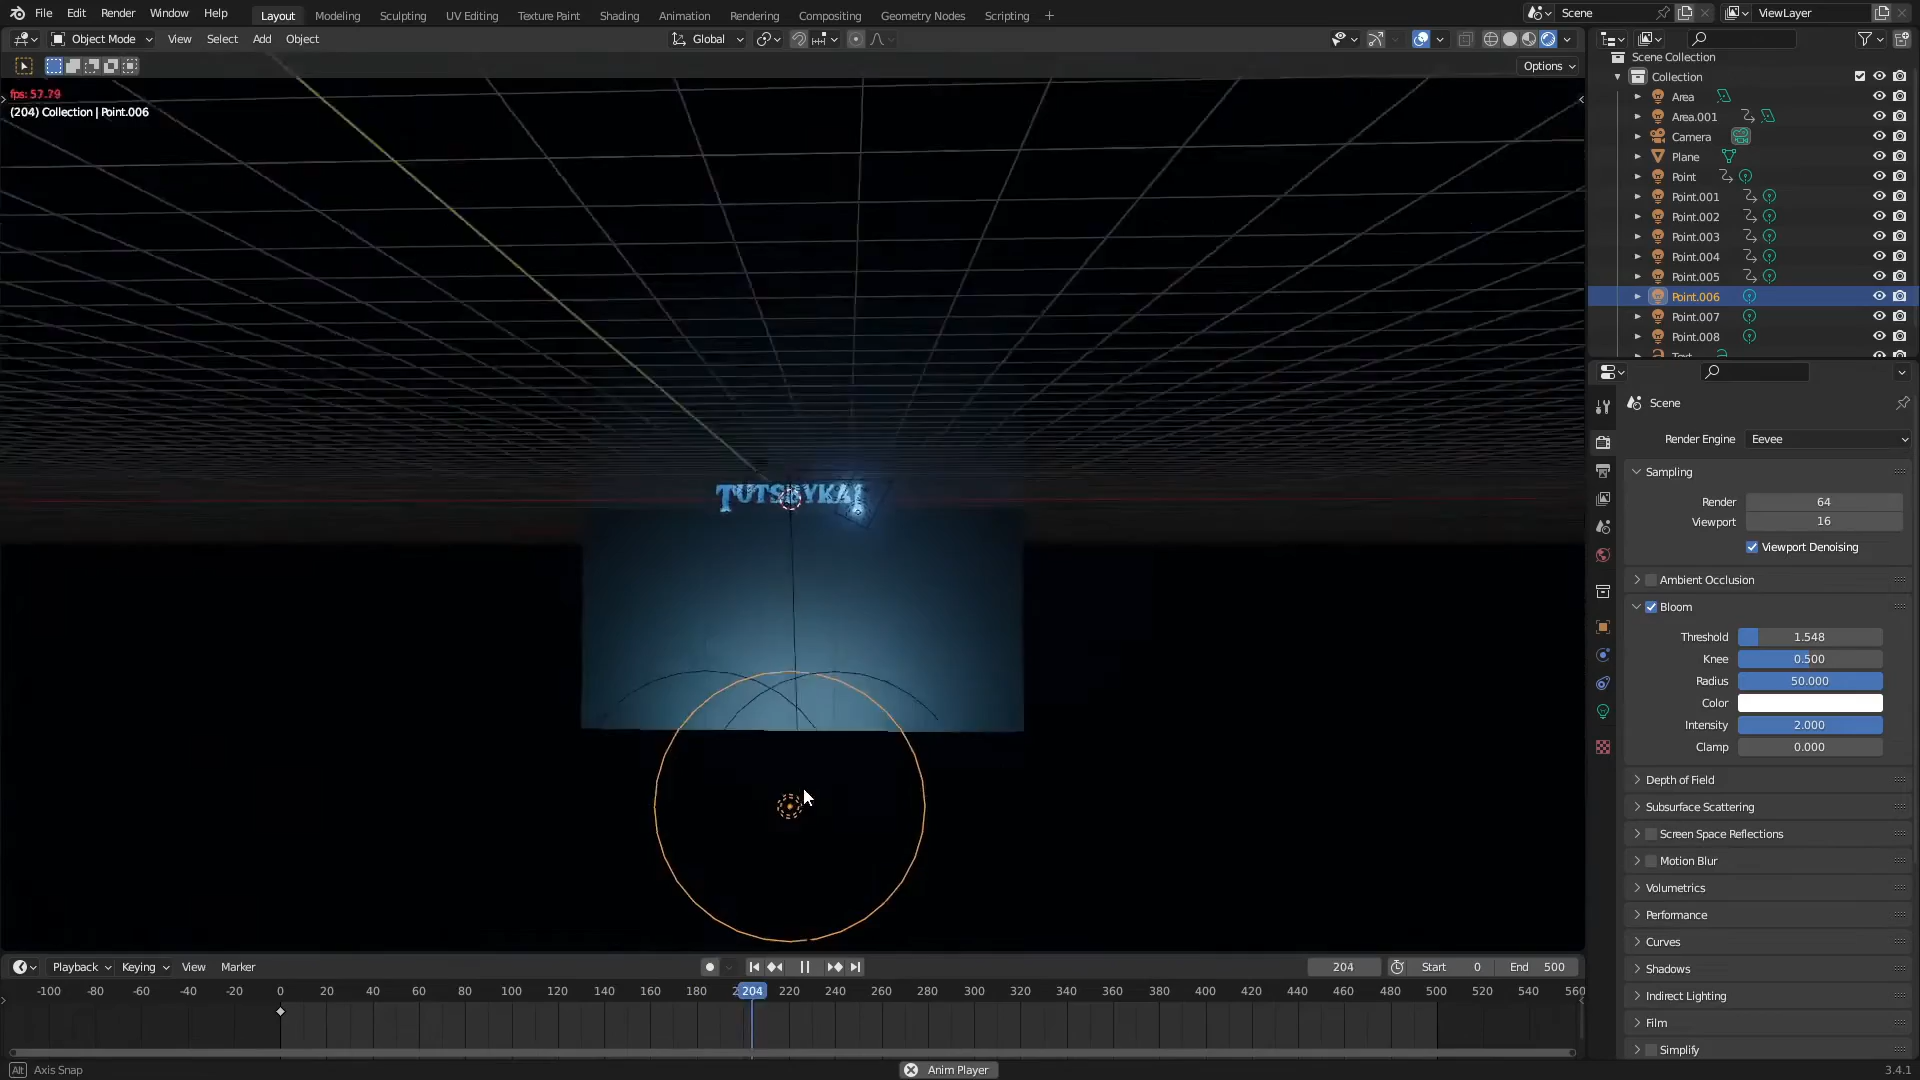 File Edit Render Window Help Layout Modeling Sculpting UV Editing Texture Paint Shading Animation Rendering Compositing Geometry Nodes Scripting + Scene ViewLayer
Object Mode View Select Add Object Global
Options
fps: 57.79
(204) Collection | Point.006
TUTSBYKAI
Scene Collection
Collection
Area
Area.001
Camera
Plane
Point
Point.001
Point.002
Point.003
Point.004
Point.005
Point.006
Point.007
Point.008
Text
Scene
Render Engine Eevee
Sampling
Render 64
Viewport 16
Viewport Denoising
Ambient Occlusion
Bloom
Threshold 1.548
Knee 0.500
Radius 50.000
Color
Intensity 2.000
Clamp 0.000
Depth of Field
Subsurface Scattering
Screen Space Reflections
Motion Blur
Volumetrics
Performance
Curves
Shadows
Indirect Lighting
Film
Simplify
Playback Keying View Marker 204 Start 0 End 500
-100 -80 -60 -40 -20 0 20 40 60 80 100 120 140 160 180 204 220 240 260 280 300 320 340 360 380 400 420 440 460 480 500 520 540 560
Alt Axis Snap Anim Player 3.4.1